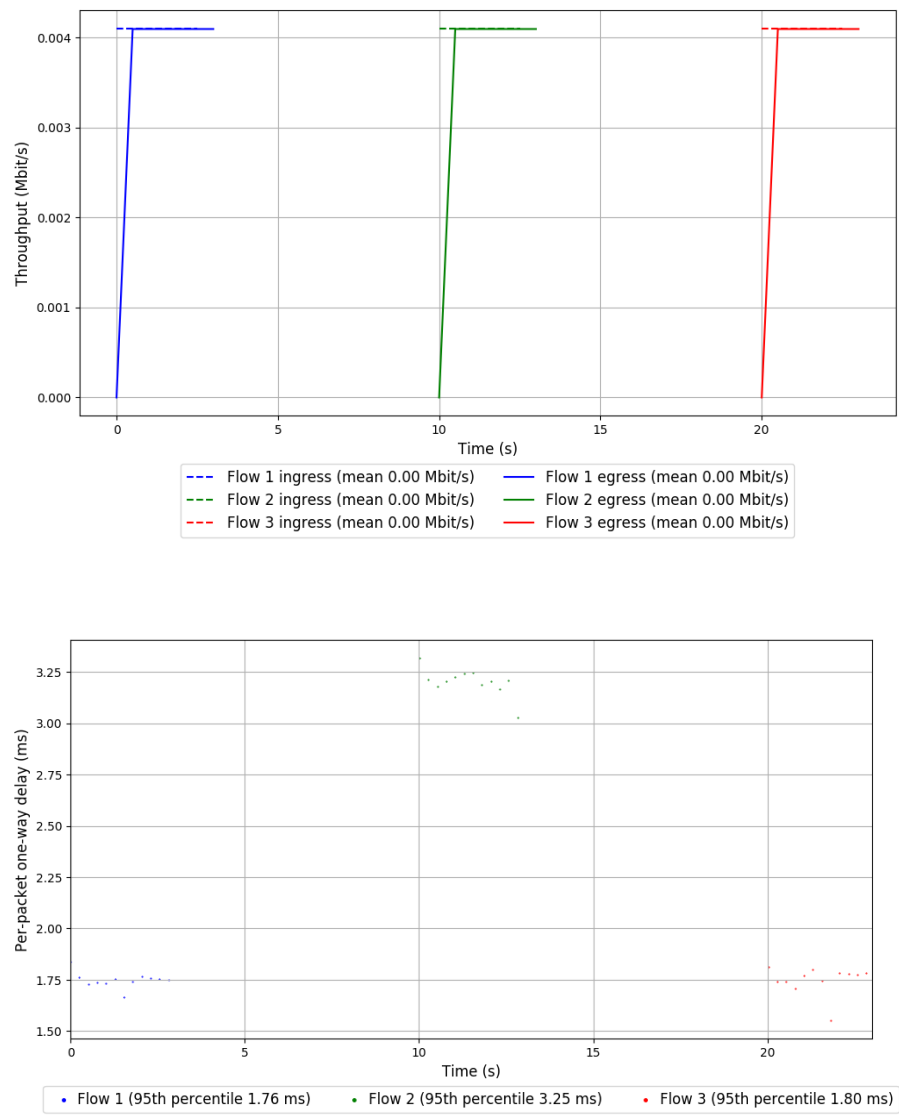 0.004
0.003
0.002
0.001
0.000
Throughput (Mbit/s)
0 5 10 15 20
Time (s)
Flow 1 ingress (mean 0.00 Mbit/s) Flow 1 egress (mean 0.00 Mbit/s)
Flow 2 ingress (mean 0.00 Mbit/s) Flow 2 egress (mean 0.00 Mbit/s)
Flow 3 ingress (mean 0.00 Mbit/s) Flow 3 egress (mean 0.00 Mbit/s)
3.25
3.00
2.75
2.50
2.25
2.00
1.75
1.50
Per-packet one-way delay (ms)
0 5 10 15 20
Time (s)
Flow 1 (95th percentile 1.76 ms) Flow 2 (95th percentile 3.25 ms) Flow 3 (95th percentile 1.80 ms)